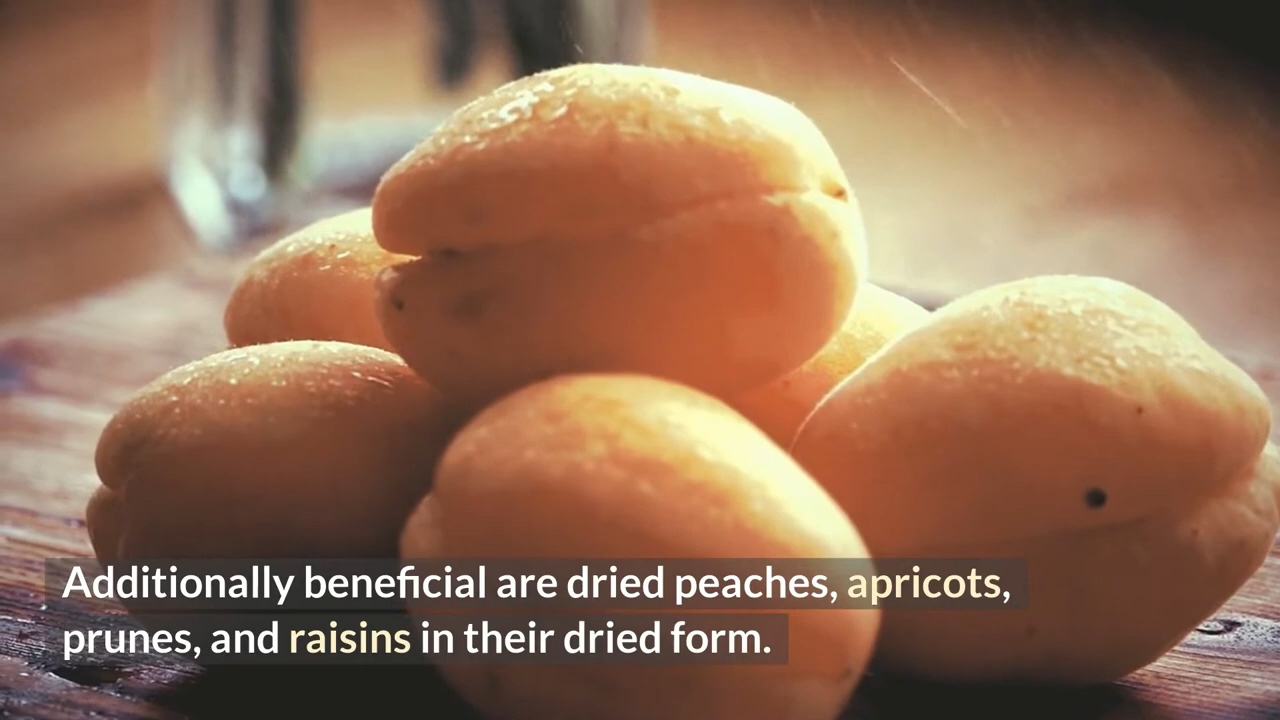 Additionally beneficial are dried peaches, apricots,
prunes, and raisins in their dried form.